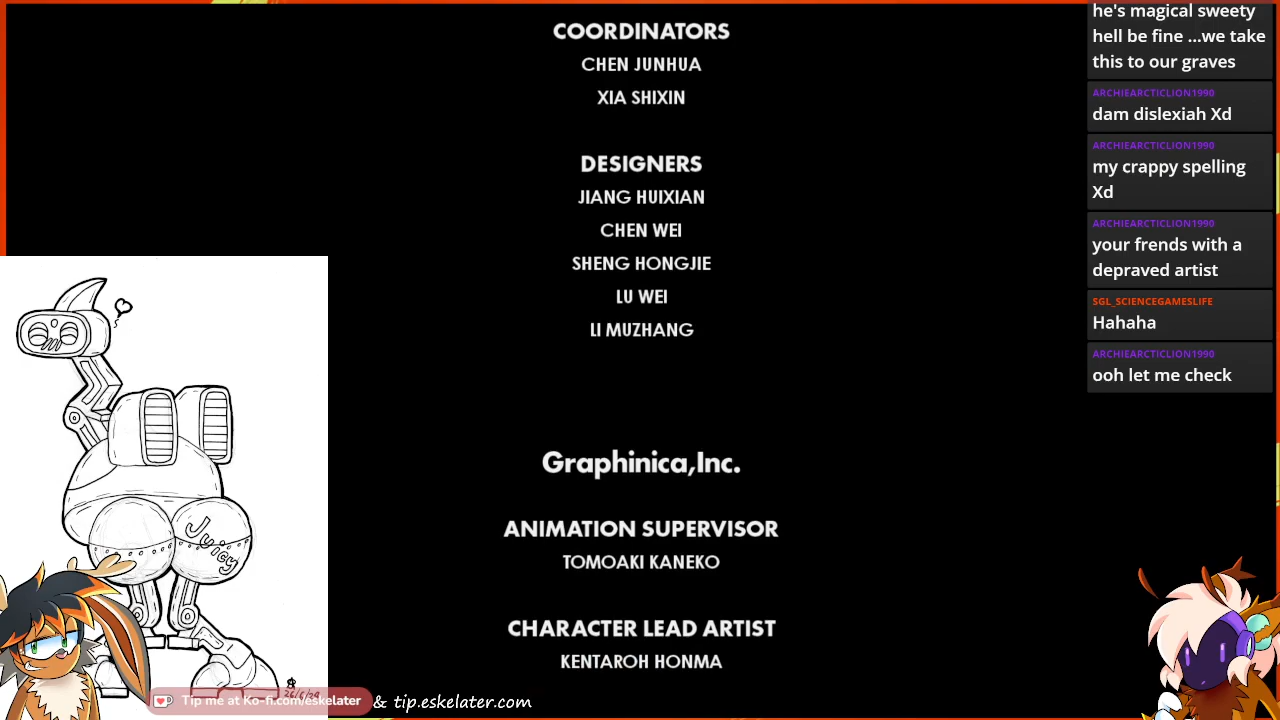 COORDINATORS
CHEN JUNHUA
XIA SHIXIN
DESIGNERS
JIANG HUIXIAN
CHEN WEI
SHENG HONGJIE
LU WEI
LI MUZHANG
Graphinica,Inc.
ANIMATION SUPERVISOR
TOMOAKI KANEKO
CHARACTER LEAD ARTIST
KENTAROH HONMA
he's magical sweety
hell be fine ...we take
this to our graves
ARCHIEARCTICLION1990
dam dislexiah Xd
ARCHIEARCTICLION1990
my crappy spelling
Xd
ARCHIEARCTICLION1990
your frends with a
depraved artist
SGL_SCIENCEGAMESLIFE
Hahaha
ARCHIEARCTICLION1990
ooh let me check
Juicy
Tip me at Ko-fi.com/eskelater & tip.eskelater.com